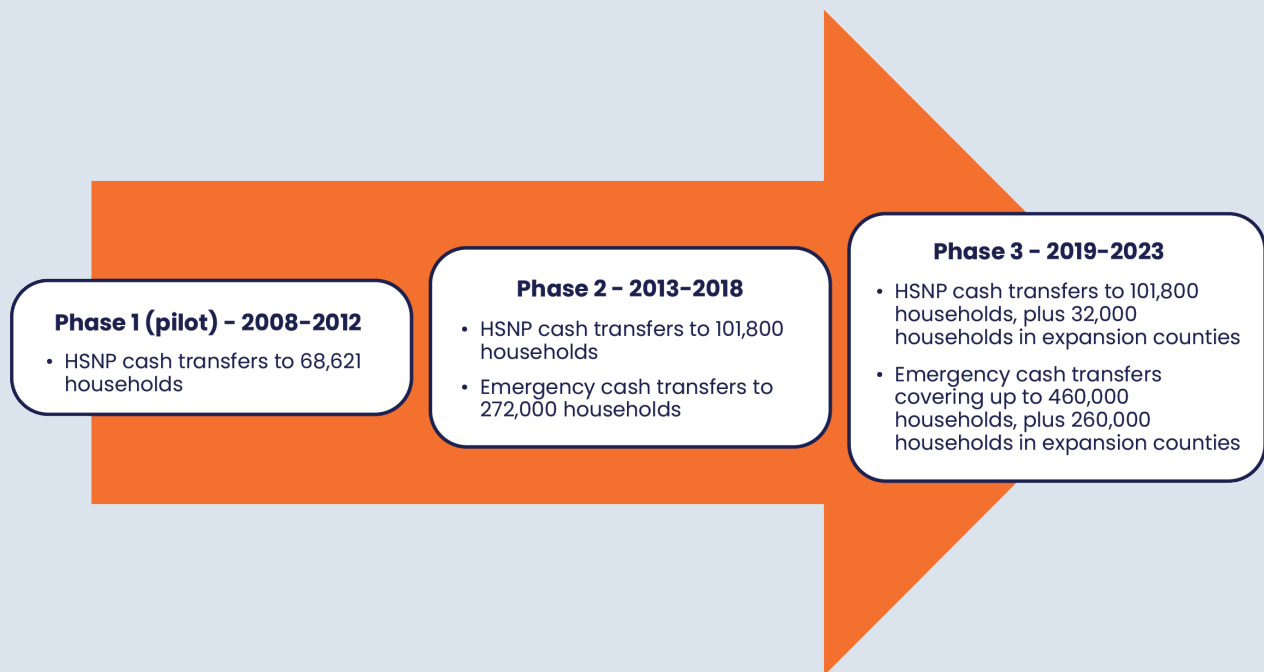 Phase 1 (pilot) – 2008-2012
• HSNP cash transfers to 68,621
households
Phase 2 – 2013-2018
• HSNP cash transfers to 101,800
households
• Emergency cash transfers to
272,000 households
Phase 3 – 2019-2023
• HSNP cash transfers to 101,800
households, plus 32,000
households in expansion counties
• Emergency cash transfers
covering up to 460,000
households, plus 260,000
households in expansion counties